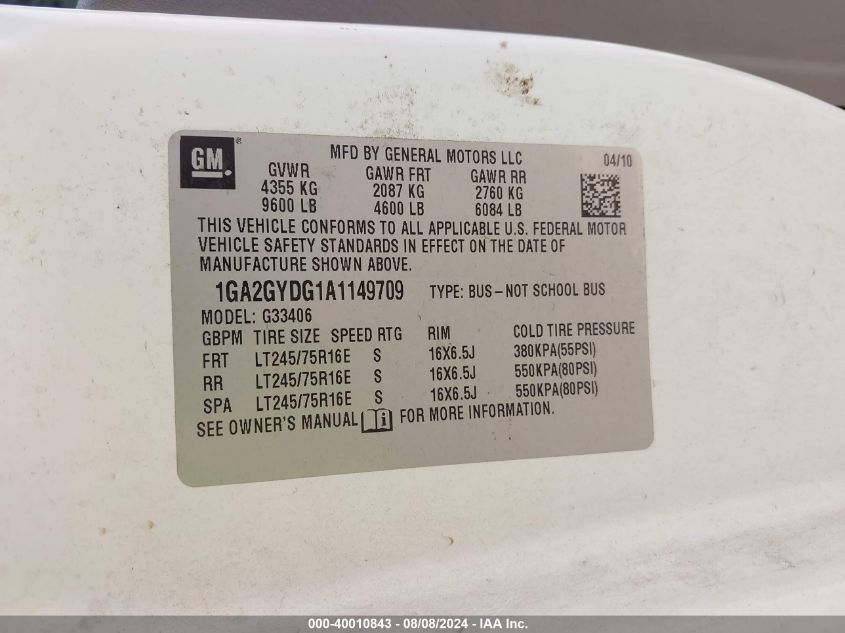 GM
®
MFD BY GENERAL MOTORS LLC 04/10
GVWR GAWR FRT GAWR RR
4355 KG 2087 KG 2760 KG
9600 LB 4600 LB 6084 LB
THIS VEHICLE CONFORMS TO ALL APPLICABLE U.S. FEDERAL MOTOR
VEHICLE SAFETY STANDARDS IN EFFECT ON THE DATE OF
MANUFACTURE SHOWN ABOVE.
1GA2GYDG1A1149709 TYPE: BUS-NOT SCHOOL BUS
MODEL: G33406
GBPM TIRE SIZE SPEED RTG RIM COLD TIRE PRESSURE
FRT LT245/75R16E S 16X6.5J 380KPA(55PSI)
RR LT245/75R16E S 16X6.5J 550KPA(80PSI)
SPA LT245/75R16E S 16X6.5J 550KPA(80PSI)
SEE OWNER'S MANUAL i FOR MORE INFORMATION.
000-40010843 - 08/08/2024 - IAA Inc.